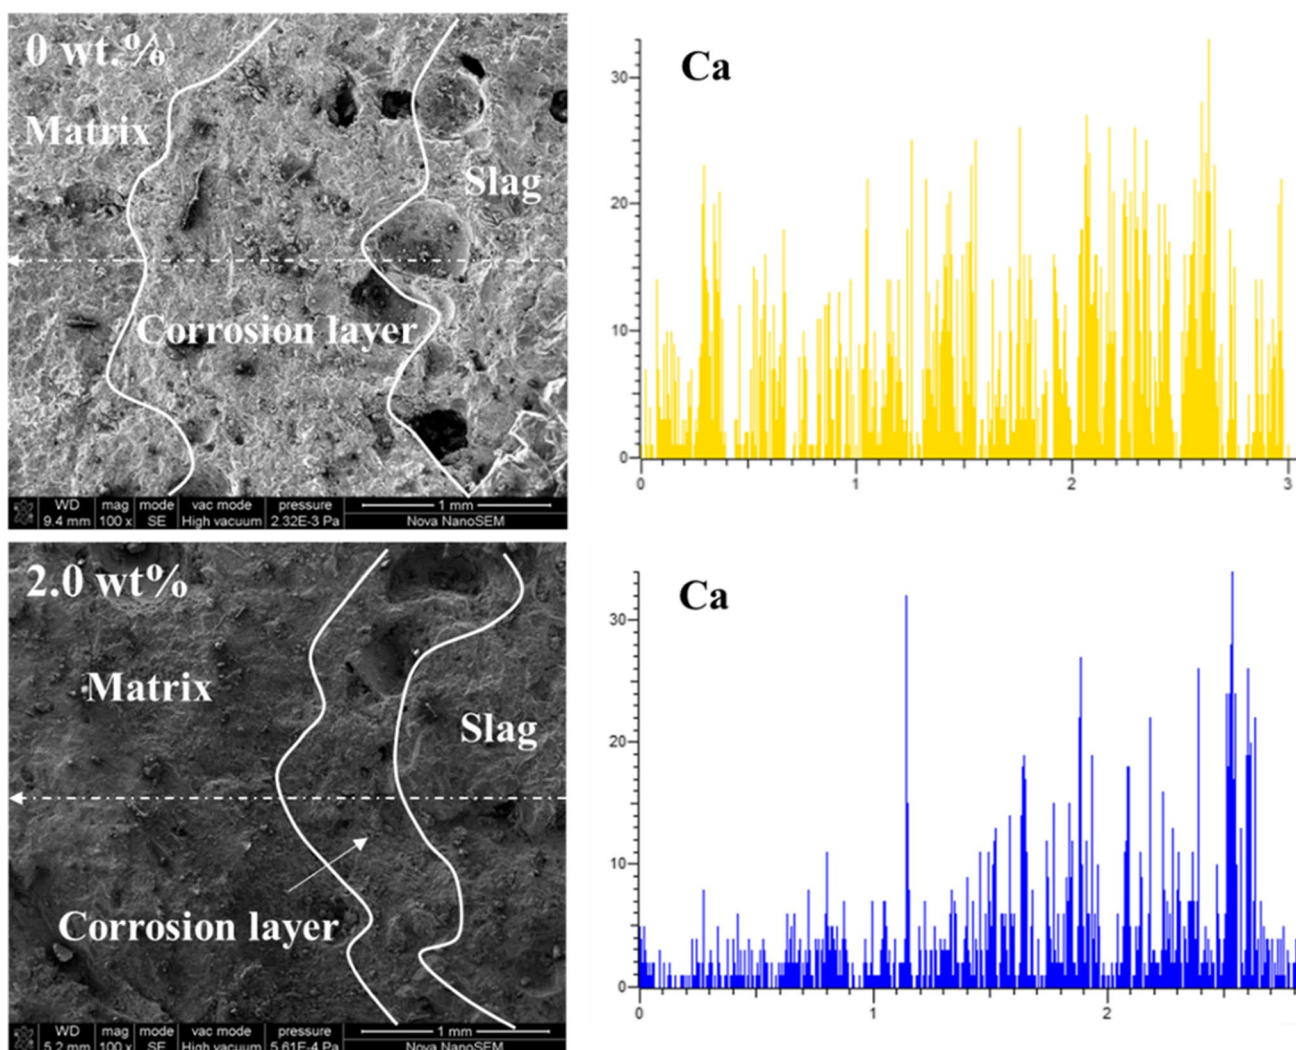 0 wt.%
Matrix
Slag
Corrosion layer
WD mag mode vac mode pressure 1 mm
9.4 mm 100 x SE High vacuum 2.32E-3 Pa Nova NanoSEM
Ca
30
20
10
0
0 1 2 3
2.0 wt%
Matrix
Slag
Corrosion layer
WD mag mode vac mode pressure 1 mm
5.2 mm 100 x SE High vacuum 5.61E-4 Pa Nova NanoSEM
Ca
30
20
10
0
0 1 2